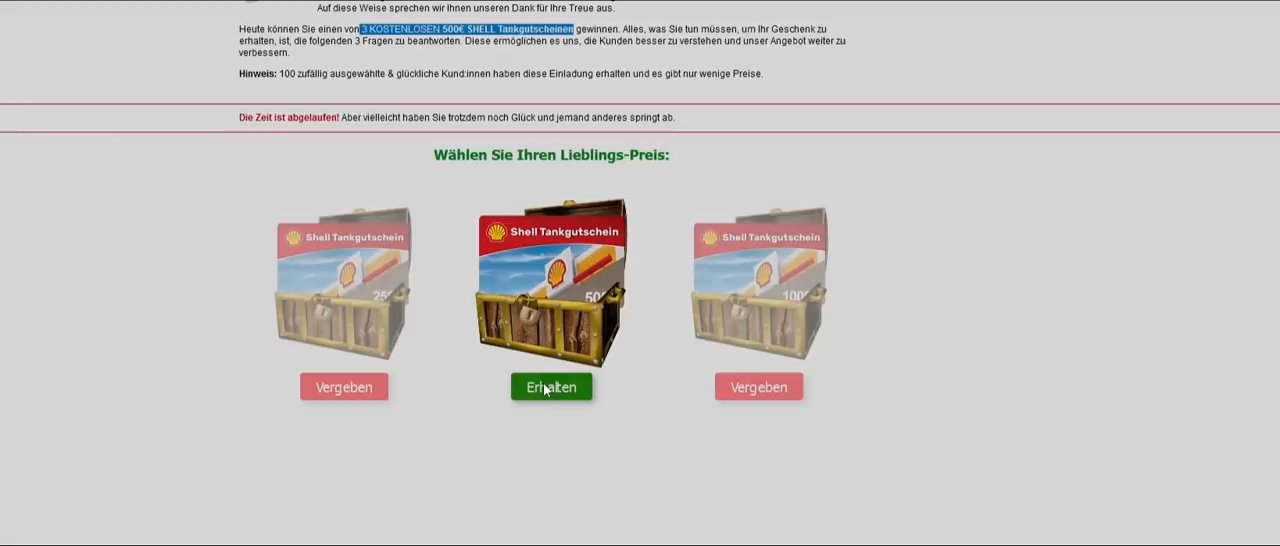 Auf diese Weise sprechen wir Ihnen unseren Dank für Ihre Treue aus.
Heute können Sie einen von 3 KOSTENLOSEN 500€ SHELL Tankgutscheinen gewinnen. Alles, was Sie tun müssen, um Ihr Geschenk zu
erhalten, ist, die folgenden 3 Fragen zu beantworten. Diese ermöglichen es uns, die Kunden besser zu verstehen und unser Angebot weiter zu
verbessern.
Hinweis: 100 zufällig ausgewählte & glückliche Kund:innen haben diese Einladung erhalten und es gibt nur wenige Preise.
Die Zeit ist abgelaufen! Aber vielleicht haben Sie trotzdem noch Glück und jemand anderes springt ab.
Wählen Sie Ihren Lieblings-Preis:
Shell Tankgutschein
Shell Tankgutschein
Shell Tankgutschein
Vergeben
Erhalten
Vergeben